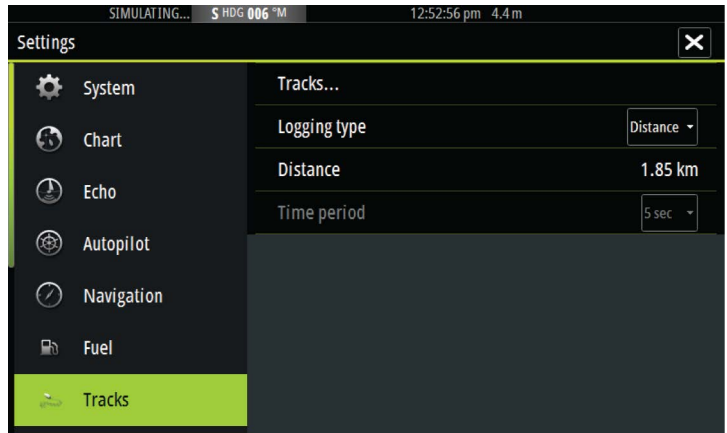 SIMULATING... S HDG 006 °M 12:52:56 pm 4.4 m
Settings
System
Chart
Echo
Autopilot
Navigation
Fuel
Tracks
Tracks...
Logging type Distance
Distance 1.85 km
Time period 5 sec